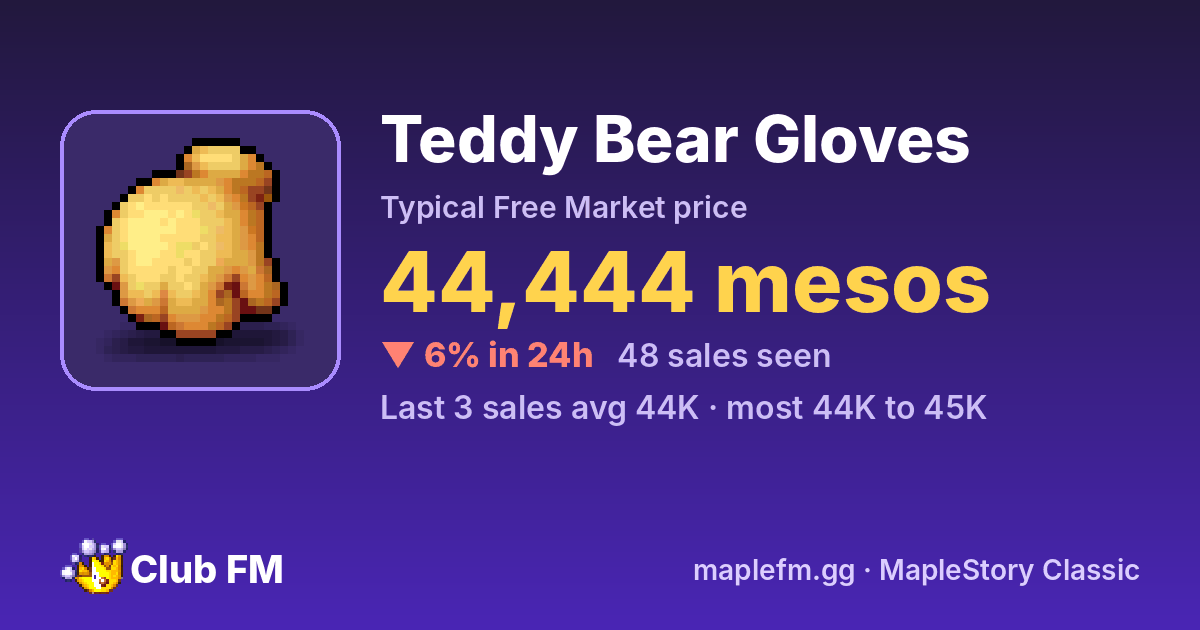 Teddy Bear Gloves
Typical Free Market price
44,444 mesos
▼ 6% in 24h 48 sales seen
Last 3 sales avg 44K · most 44K to 45K
Club FM
maplefm.gg · MapleStory Classic